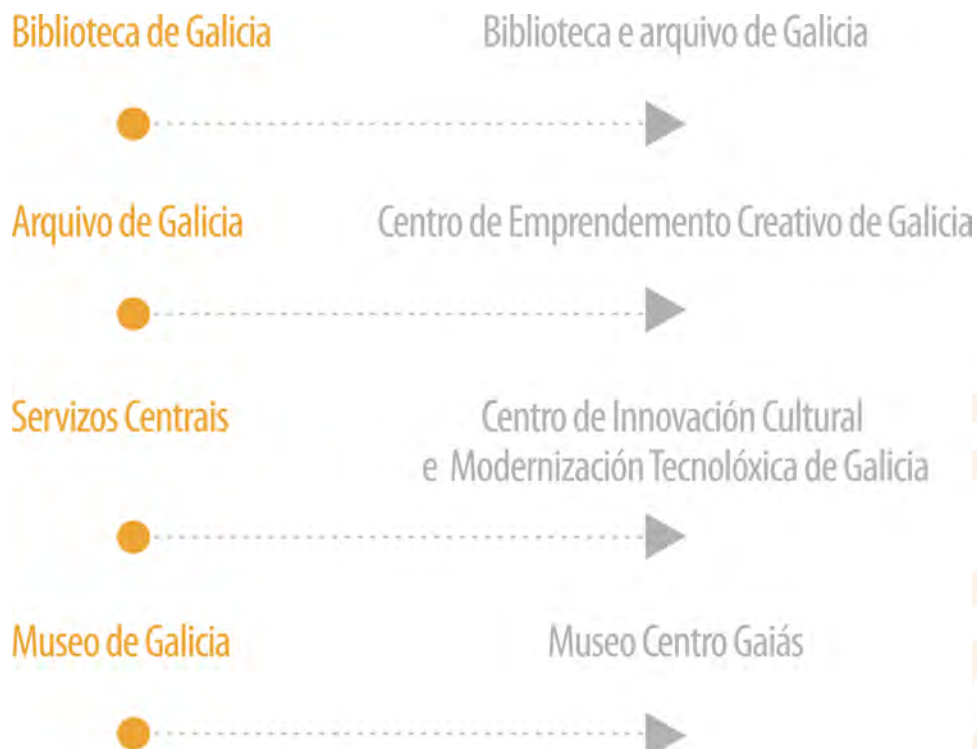 Biblioteca de Galicia
Biblioteca e arquivo de Galicia
Arquivo de Galicia
Centro de Emprendemento Creativo de Galicia
Servizos Centrais
Centro de Innovación Cultural
e Modernización Tecnolóxica de Galicia
Museo de Galicia
Museo Centro Gaiás